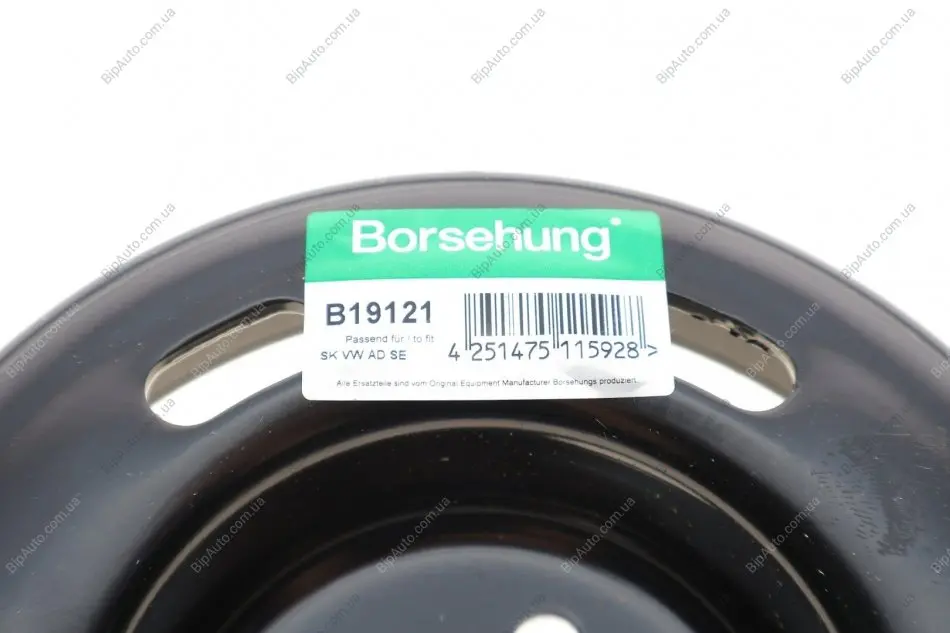 Borsehung
B19121
Passend für / to fit
SK VW AD SE
4 251475 115928 >
Alle Ersatzteile sind vom Original Equipment Manufacturer Borsehungs produziert.
BipAuto.com.ua